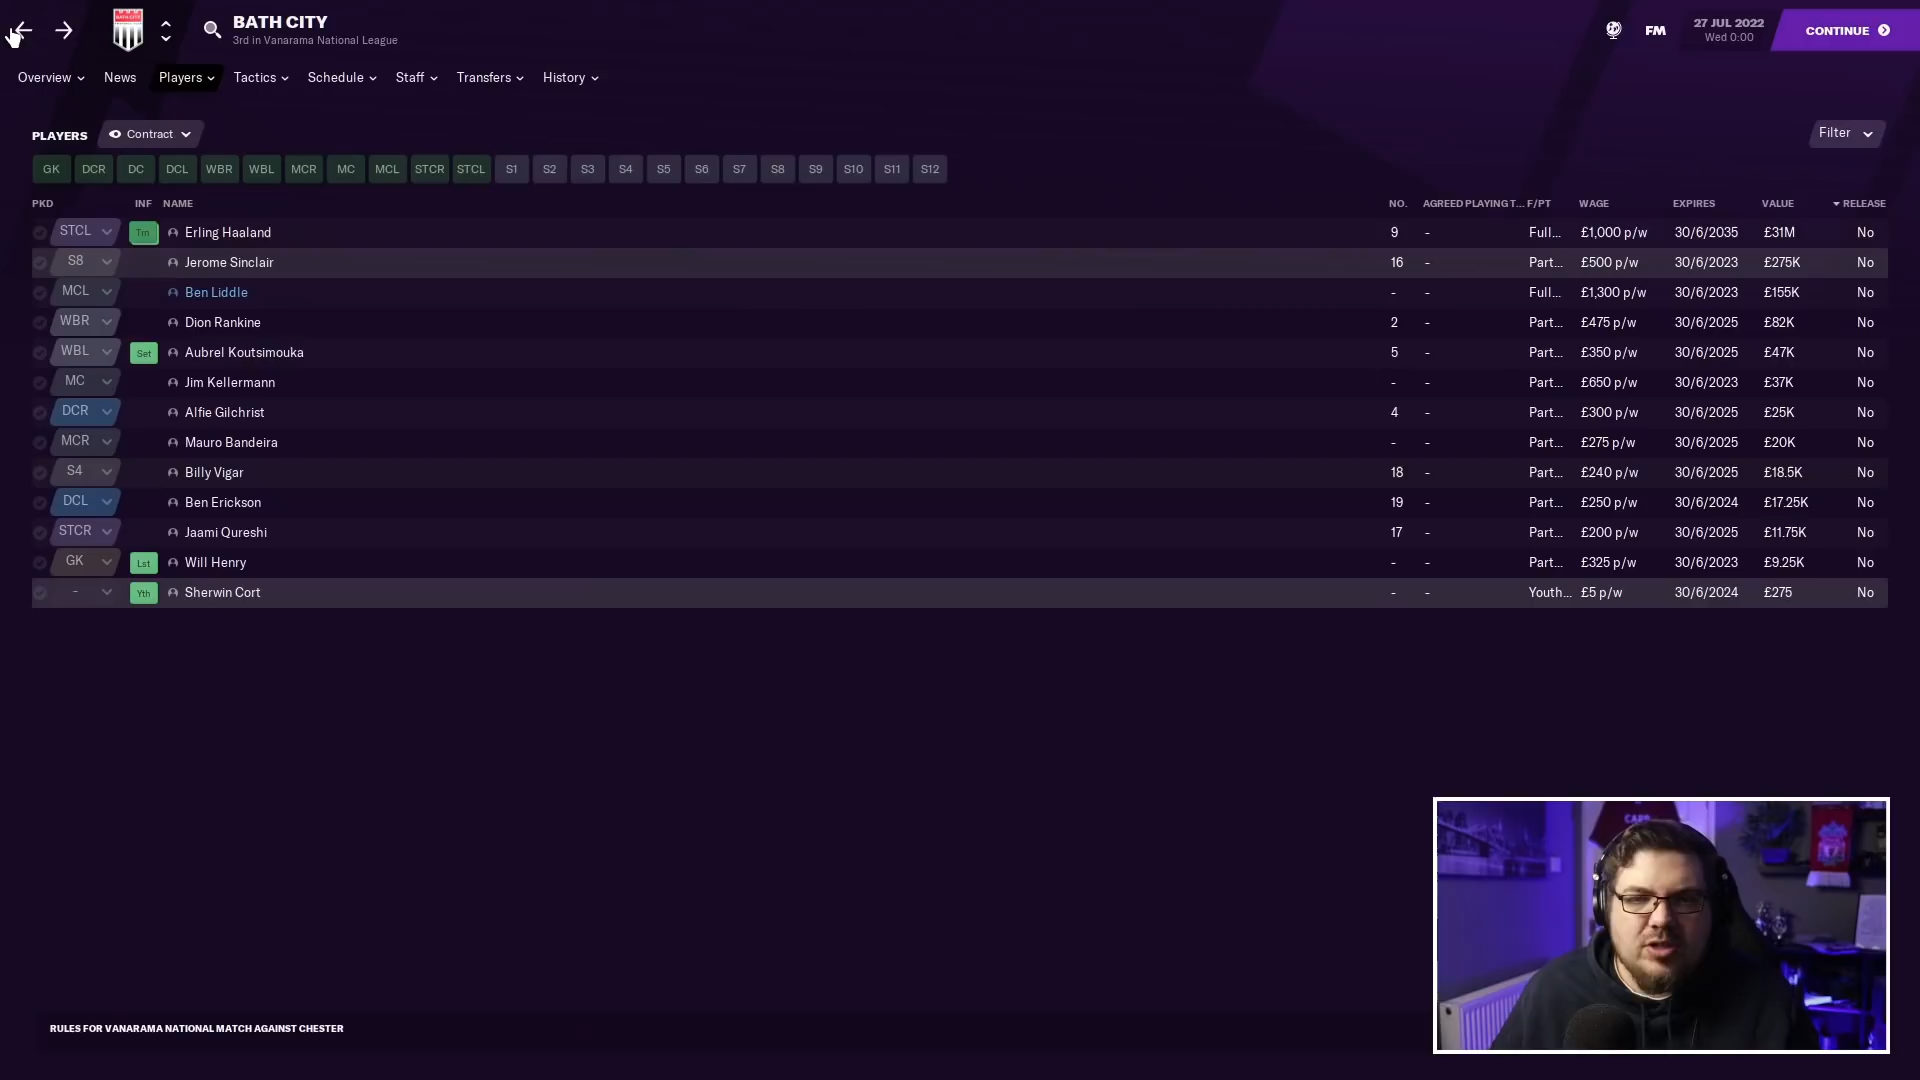 BATH CITY
3rd in Vanarama National League
FM
27 JUL 2022
Wed 0:00
CONTINUE
Overview News Players Tactics Schedule Staff Transfers History
PLAYERS Contract Filter
GK DCR DC DCL WBR WBL MCR MC MCL STCR STCL S1 S2 S3 S4 S5 S6 S7 S8 S9 S10 S11 S12
PKD INF NAME NO. AGREED PLAYING T... F/PT WAGE EXPIRES VALUE RELEASE
STCL Trn Erling Haaland 9 - Full... £1,000 p/w 30/6/2035 £31M No
S8 Jerome Sinclair 16 - Part... £500 p/w 30/6/2023 £275K No
MCL Ben Liddle - - Full... £1,300 p/w 30/6/2023 £155K No
WBR Dion Rankine 2 - Part... £475 p/w 30/6/2025 £82K No
WBL Set Aubrel Koutsimouka 5 - Part... £350 p/w 30/6/2025 £47K No
MC Jim Kellermann - - Part... £650 p/w 30/6/2023 £37K No
DCR Alfie Gilchrist 4 - Part... £300 p/w 30/6/2025 £25K No
MCR Mauro Bandeira - - Part... £275 p/w 30/6/2025 £20K No
S4 Billy Vigar 18 - Part... £240 p/w 30/6/2025 £18.5K No
DCL Ben Erickson 19 - Part... £250 p/w 30/6/2024 £17.25K No
STCR Jaami Qureshi 17 - Part... £200 p/w 30/6/2025 £11.75K No
GK Lst Will Henry - - Part... £325 p/w 30/6/2023 £9.25K No
- Yth Sherwin Cort - - Youth... £5 p/w 30/6/2024 £275 No
RULES FOR VANARAMA NATIONAL MATCH AGAINST CHESTER